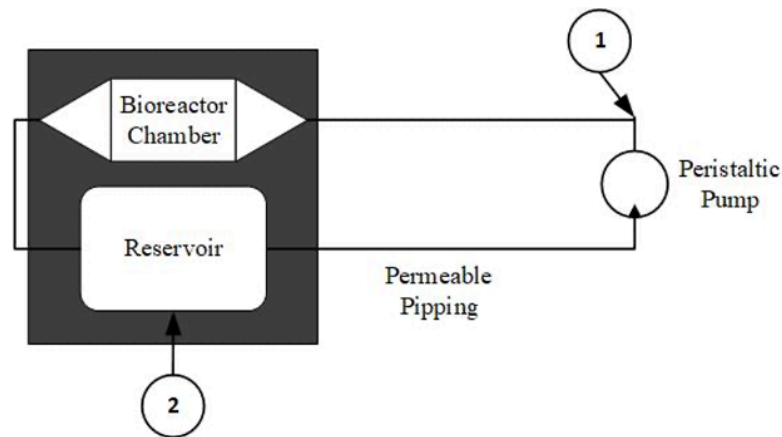 1
Bioreactor
Chamber
Peristaltic
Pump
Reservoir
Permeable
Pipping
2